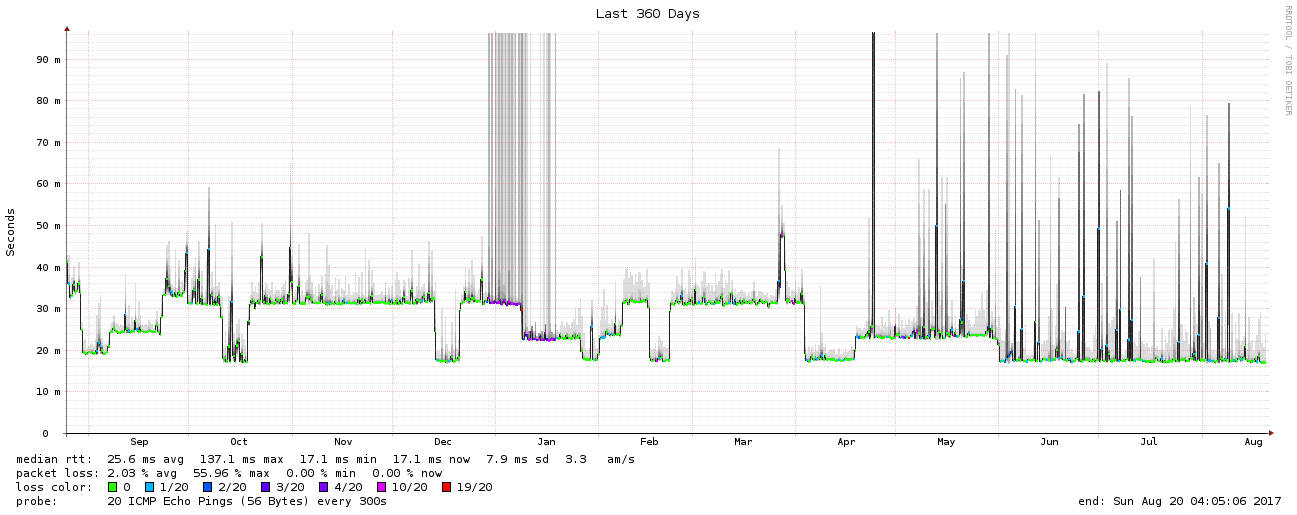 Last 360 Days
RRDTOOL / TOBI OETIKER
Seconds
90 m
80 m
70 m
60 m
50 m
40 m
30 m
20 m
10 m
0
Sep Oct Nov Dec Jan Feb Mar Apr May Jun Jul Aug
median rtt: 25.6 ms avg 137.1 ms max 17.1 ms min 17.1 ms now 7.9 ms sd 3.3 am/s
packet loss: 2.03 % avg 55.96 % max 0.00 % min 0.00 % now
loss color: 0 1/20 2/20 3/20 4/20 10/20 19/20
probe: 20 ICMP Echo Pings (56 Bytes) every 300s end: Sun Aug 20 04:05:06 2017